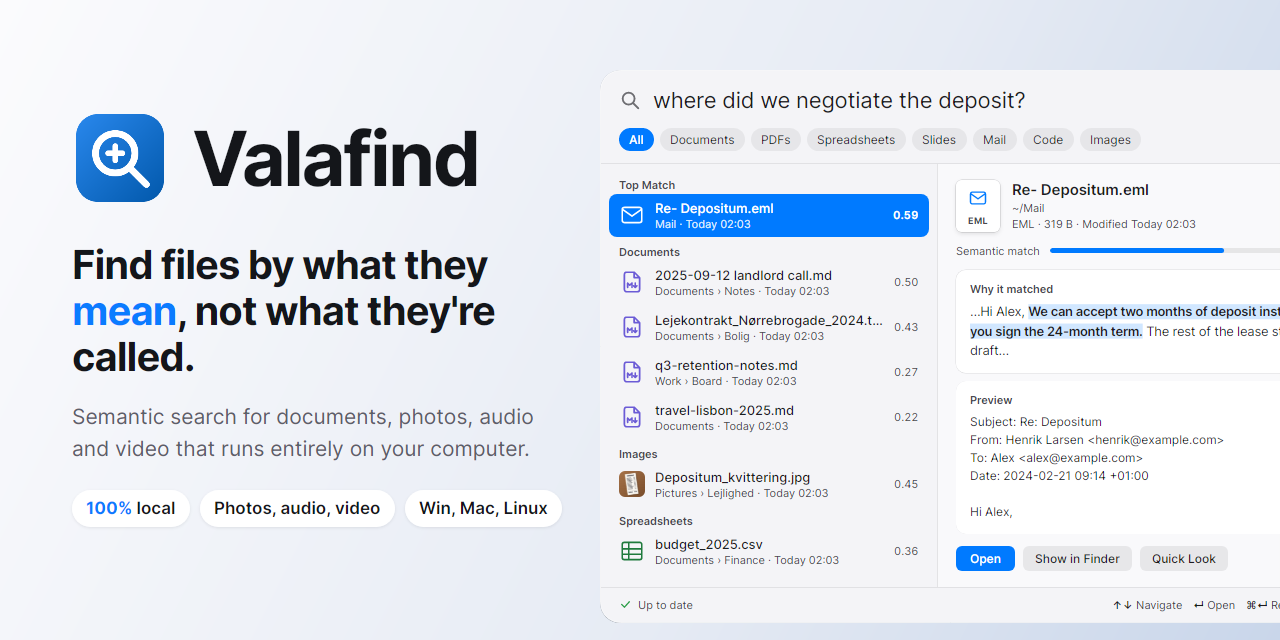 Valafind
Find files by what they
mean, not what they're
called.
Semantic search for documents, photos, audio
and video that runs entirely on your computer.
100% local
Photos, audio, video
Win, Mac, Linux
where did we negotiate the deposit?
All
Documents
PDFs
Spreadsheets
Slides
Mail
Code
Images
Top Match
Re- Depositum.eml
0.59
Mail · Today 02:03
Documents
2025-09-12 landlord call.md
0.50
Documents › Notes · Today 02:03
Lejekontrakt_Nørrebrogade_2024.t...
0.43
Documents › Bolig · Today 02:03
q3-retention-notes.md
0.27
Work › Board · Today 02:03
travel-lisbon-2025.md
0.22
Documents · Today 02:03
Images
Depositum_kvittering.jpg
0.45
Pictures › Lejlighed · Today 02:03
Spreadsheets
budget_2025.csv
0.36
Documents › Finance · Today 02:03
EML
Re- Depositum.eml
~/Mail
EML · 319 B · Modified Today 02:03
Semantic match
Why it matched
...Hi Alex, We can accept two months of deposit inst
you sign the 24-month term. The rest of the lease st
draft...
Preview
Subject: Re: Depositum
From: Henrik Larsen <henrik@example.com>
To: Alex <alex@example.com>
Date: 2024-02-21 09:14 +01:00
Hi Alex,
Open
Show in Finder
Quick Look
✓ Up to date
↑↓ Navigate
↵ Open
⌘↵ Re